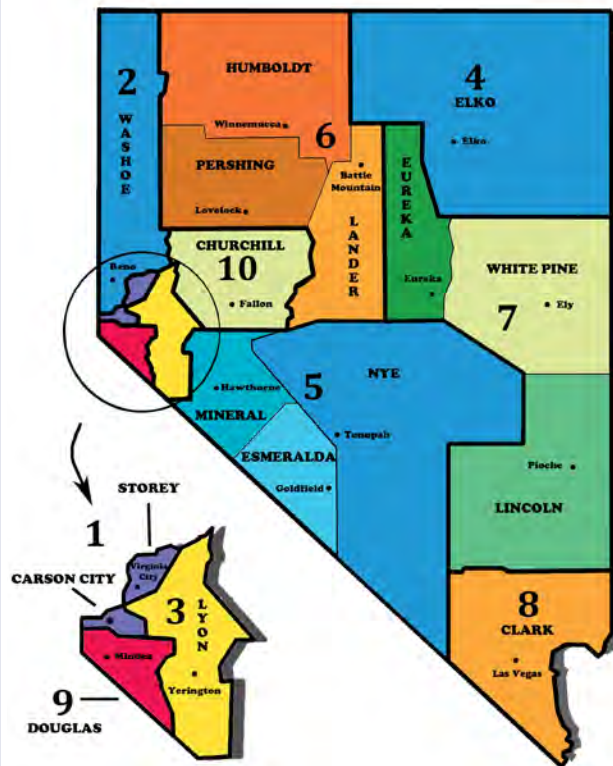 2
WASHOE
Reno
HUMBOLDT
Winnemucca
6
PERSHING
Lovelock
4
ELKO
Elko
Battle
Mountain
LANDER
EUREKA
Eureka
CHURCHILL
10
Fallon
WHITE PINE
Ely
7
5
NYE
Hawthorne
MINERAL
Tonopah
ESMERALDA
Goldfield
Pioche
LINCOLN
8
CLARK
Las Vegas
STOREY
1
Virginia
City
CARSON CITY
3
LYON
Minden
Yerington
9
DOUGLAS